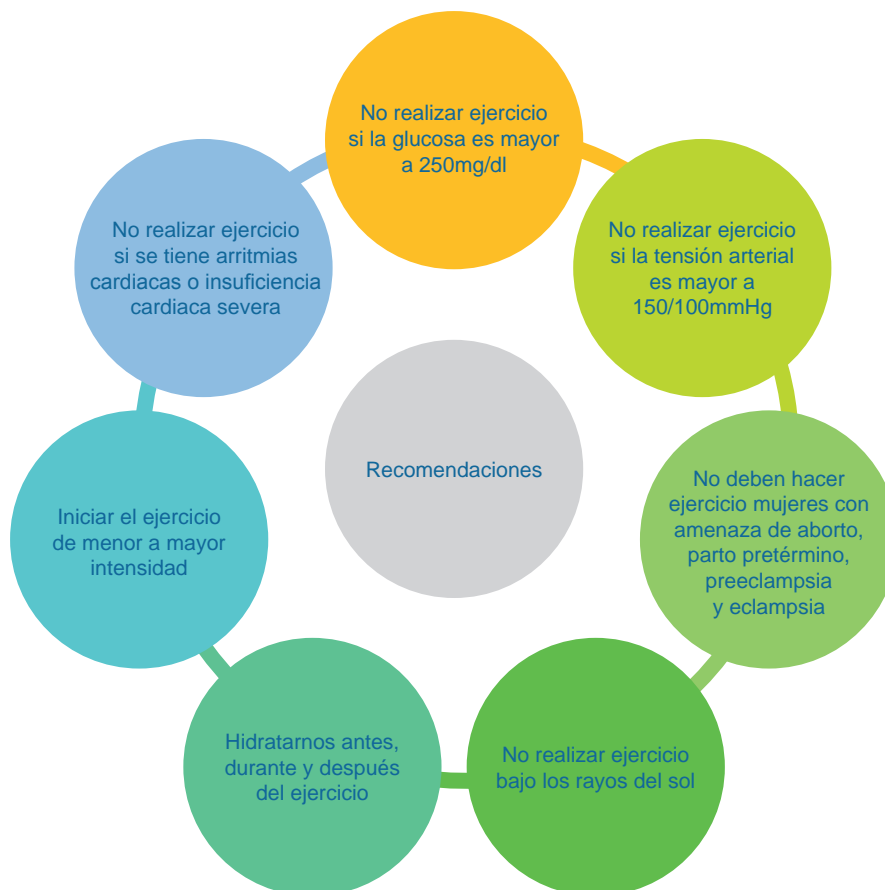 No realizar ejercicio
si la glucosa es mayor
a 250mg/dl
No realizar ejercicio
si la tensión arterial
es mayor a
150/100mmHg
No deben hacer
ejercicio mujeres con
amenaza de aborto,
parto pretérmino,
preeclampsia
y eclampsia
No realizar ejercicio
bajo los rayos del sol
Hidratarnos antes,
durante y después
del ejercicio
Iniciar el ejercicio
de menor a mayor
intensidad
No realizar ejercicio
si se tiene arritmias
cardiacas o insuficiencia
cardiaca severa
Recomendaciones